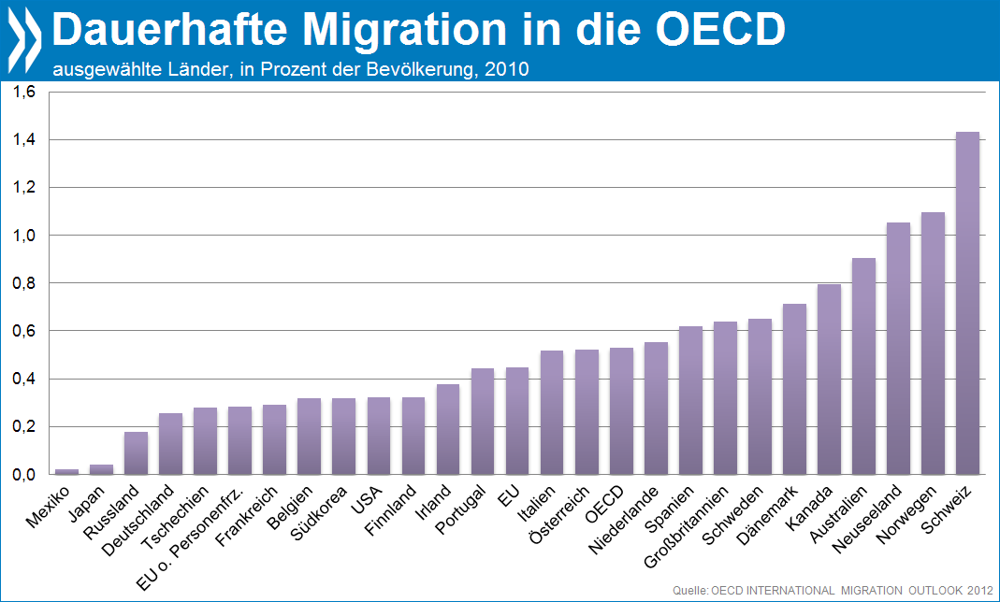 Dauerhafte Migration in die OECD
ausgewählte Länder, in Prozent der Bevölkerung, 2010
1,6
1,4
1,2
1,0
0,8
0,6
0,4
0,2
0,0
Mexiko
Japan
Russland
Deutschland
Tschechien
EU o. Personenfrz.
Frankreich
Belgien
Südkorea
USA
Finnland
Irland
Portugal
EU
Italien
Österreich
OECD
Niederlande
Spanien
Großbritannien
Schweden
Dänemark
Kanada
Australien
Neuseeland
Norwegen
Schweiz
Quelle: OECD INTERNATIONAL MIGRATION OUTLOOK 2012